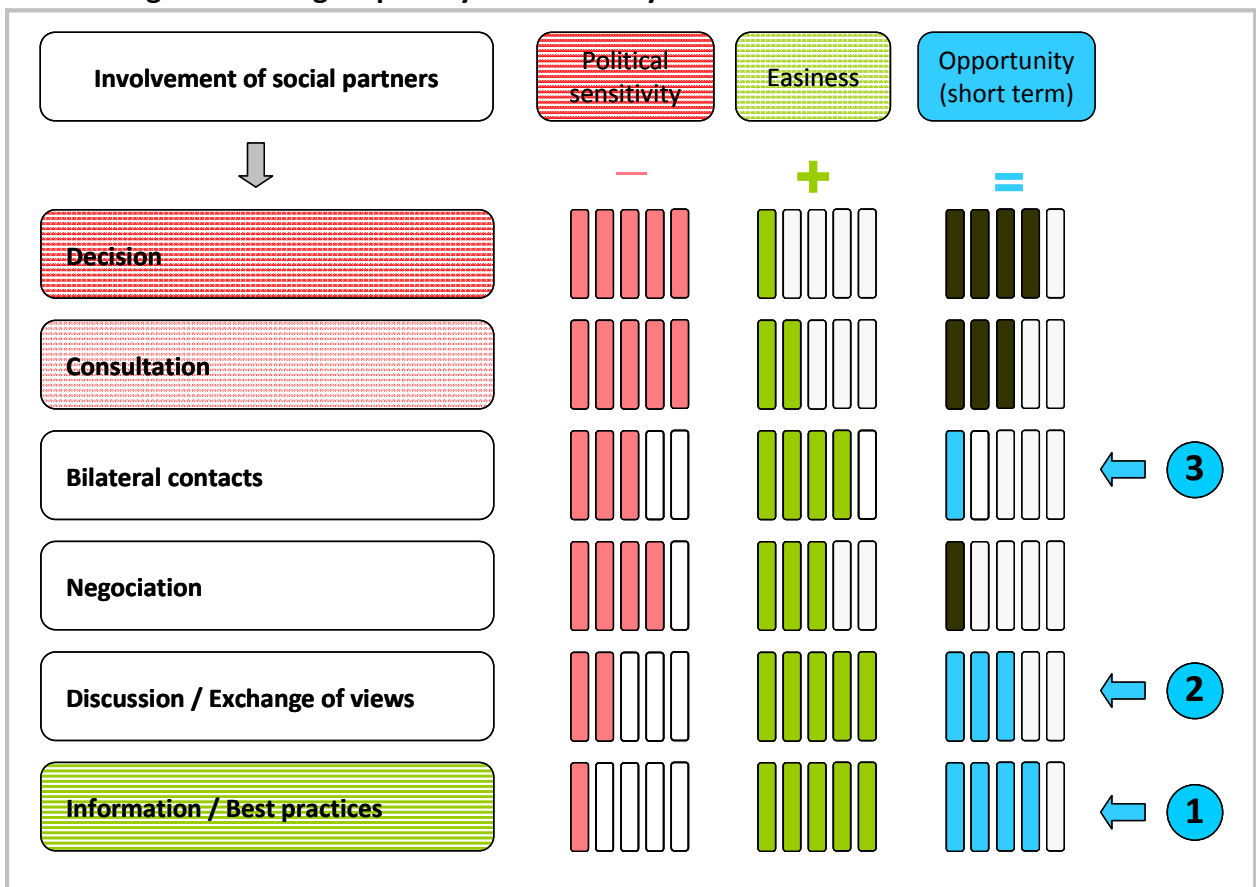 Involvement of social partners
Political
sensitivity
Easiness
Opportunity
(short term)
—
+
=
Decision
Consultation
Bilateral contacts
3
Negociation
Discussion / Exchange of views
2
Information / Best practices
1